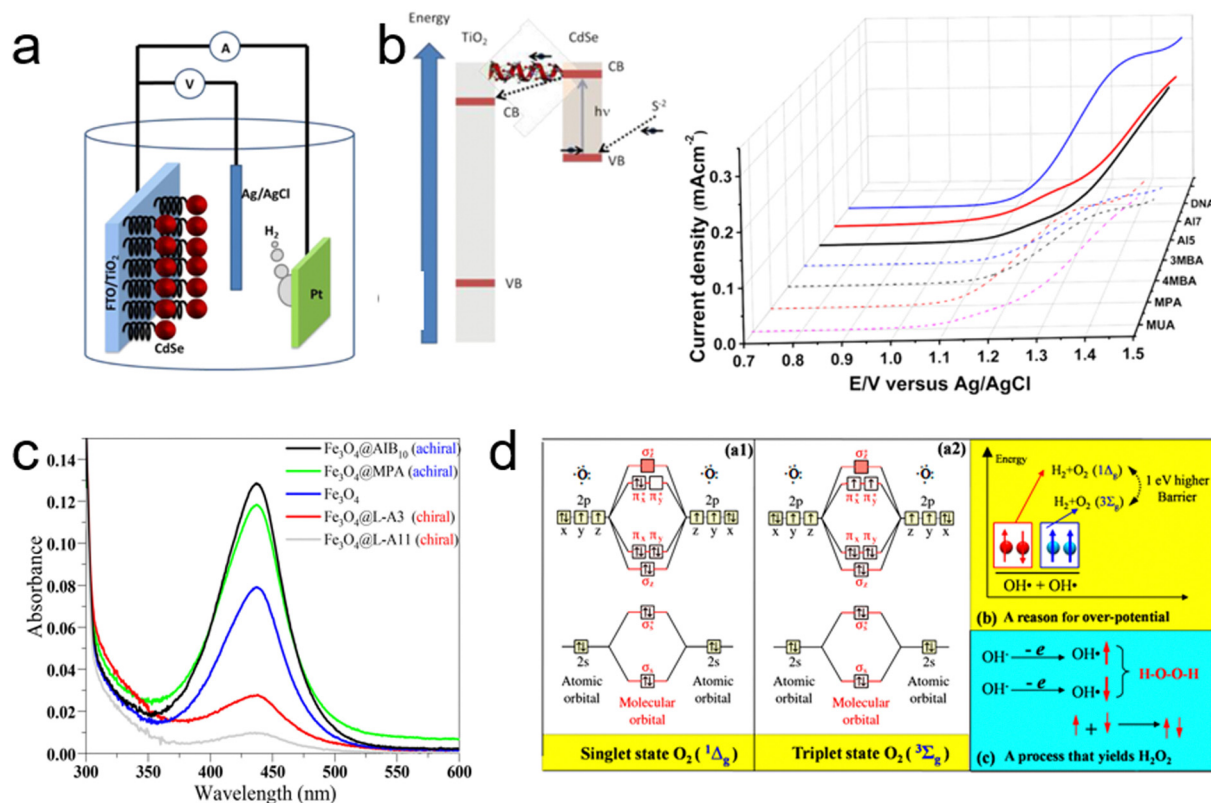 a
A
V
Ag/AgCl
H₂
FTO/TiO₂
Pt
CdSe
b
Energy
TiO₂
CdSe
CB
CB
hν
S⁻²
VB
VB
Current density (mAcm⁻²)
0.3
0.2
0.1
0.0
0.7
0.8
0.9
1.0
1.1
1.2
1.3
1.4
1.5
E/V versus Ag/AgCl
DNA
Al7
Al5
3MBA
4MBA
MPA
MUA
c
Absorbance
0.14
0.12
0.10
0.08
0.06
0.04
0.02
0.00
300
350
400
450
500
550
600
Wavelength (nm)
Fe₃O₄@AIB₁₀ (achiral)
Fe₃O₄@MPA (achiral)
Fe₃O₄
Fe₃O₄@L-A3 (chiral)
Fe₃O₄@L-A11 (chiral)
d
(a1)
·Ö:
·Ö:
σ*z
π*x π*y
2p
2p
x y z
z y x
πx πy
σz
σ*s
2s
2s
σs
Atomic orbital
Molecular orbital
Atomic orbital
Singlet state O₂ (¹Δg)
(a2)
·Ö:
·Ö:
σ*z
π*x π*y
2p
2p
x y z
z y x
πx πy
σz
σ*s
2s
2s
σs
Atomic orbital
Molecular orbital
Atomic orbital
Triplet state O₂ (³Σg)
Energy
H₂+O₂ (1Δg)
1 eV higher
Barrier
H₂+O₂ (3Σg)
OH• + OH•
(b) A reason for over-potential
OH⁻ - e OH•
H-O-O-H
OH⁻ - e OH•
+
(c) A process that yields H₂O₂